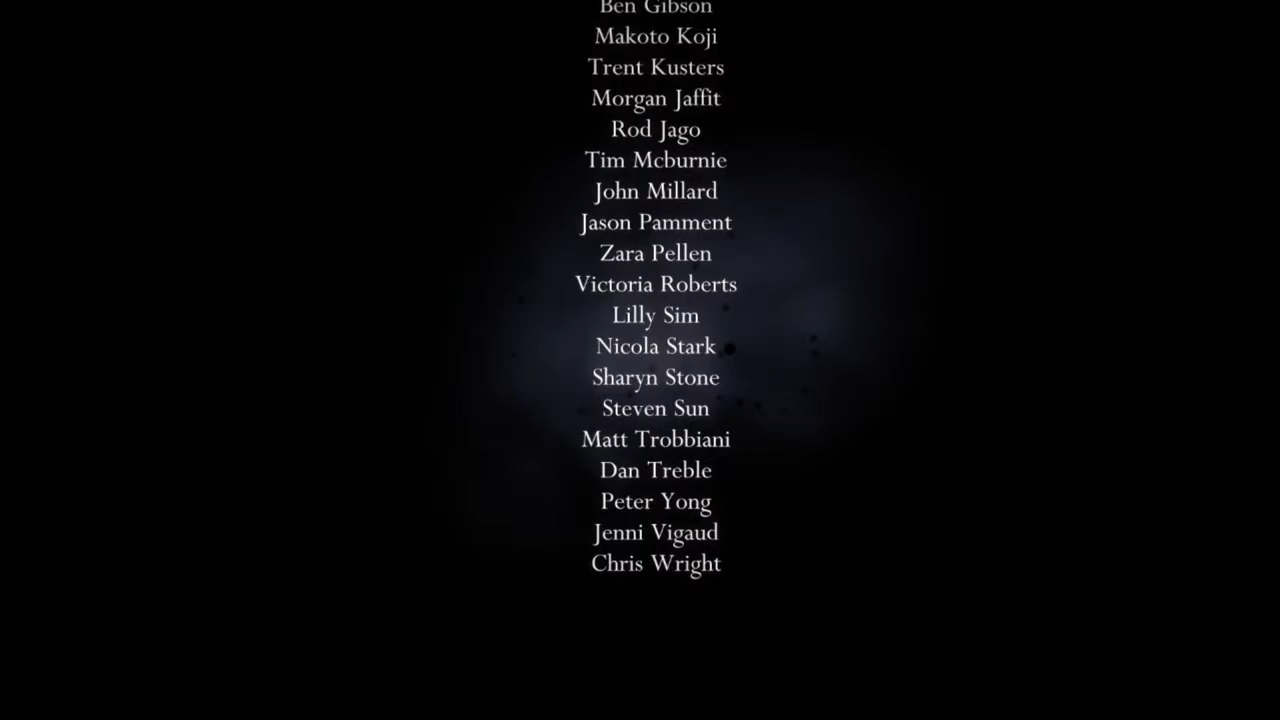 Ben Gibson
Makoto Koji
Trent Kusters
Morgan Jaffit
Rod Jago
Tim Mcburnie
John Millard
Jason Pamment
Zara Pellen
Victoria Roberts
Lilly Sim
Nicola Stark
Sharyn Stone
Steven Sun
Matt Trobbiani
Dan Treble
Peter Yong
Jenni Vigaud
Chris Wright